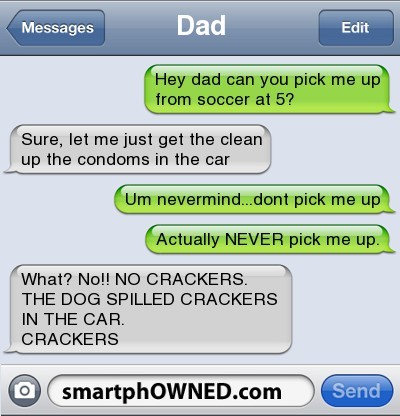 Messages
Dad
Edit
Hey dad can you pick me up
from soccer at 5?
Sure, let me just get the clean
up the condoms in the car
Um nevermind...dont pick me up
Actually NEVER pick me up.
What? No!! NO CRACKERS.
THE DOG SPILLED CRACKERS
IN THE CAR.
CRACKERS
smartphOWNED.com
Send